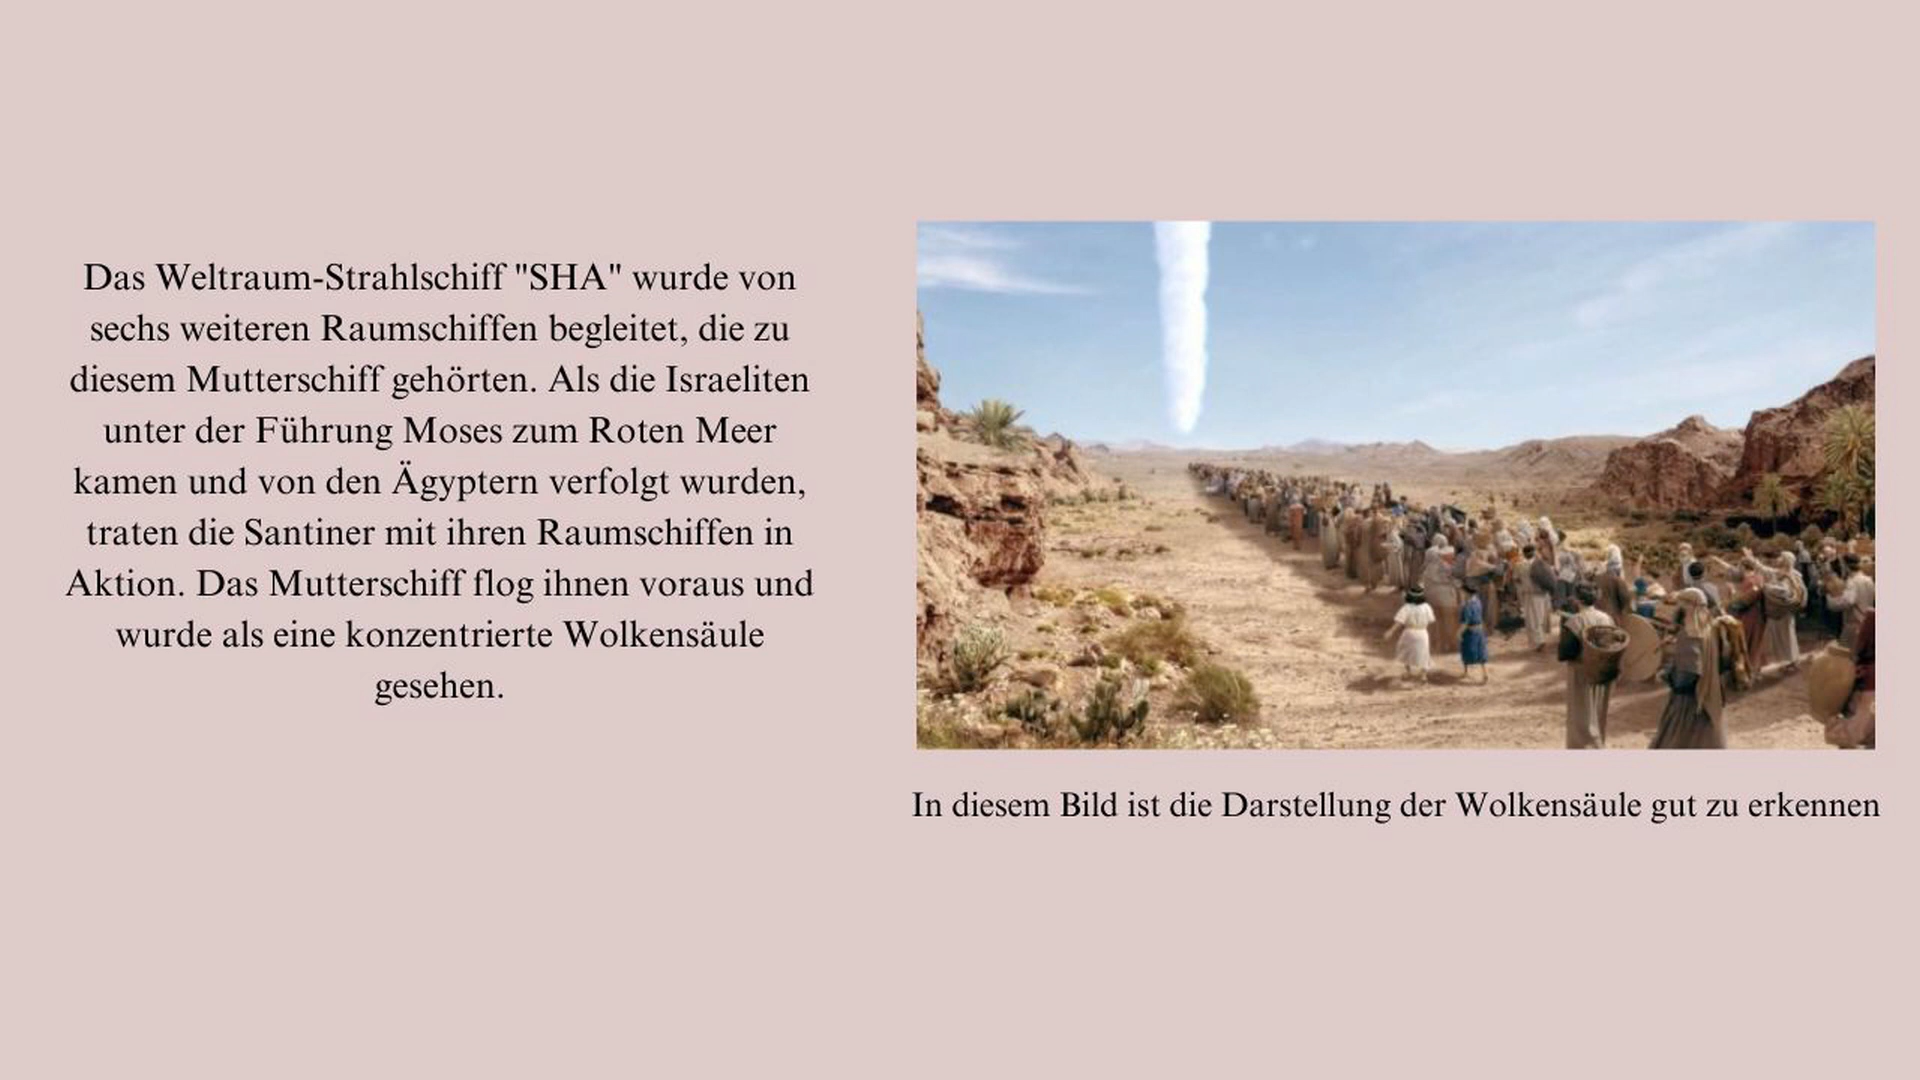 Das Weltraum-Strahlschiff "SHA" wurde von
sechs weiteren Raumschiffen begleitet, die zu
diesem Mutterschiff gehörten. Als die Israeliten
unter der Führung Moses zum Roten Meer
kamen und von den Ägyptern verfolgt wurden,
traten die Santiner mit ihren Raumschiffen in
Aktion. Das Mutterschiff flog ihnen voraus und
wurde als eine konzentrierte Wolkensäule
gesehen.
In diesem Bild ist die Darstellung der Wolkensäule gut zu erkennen